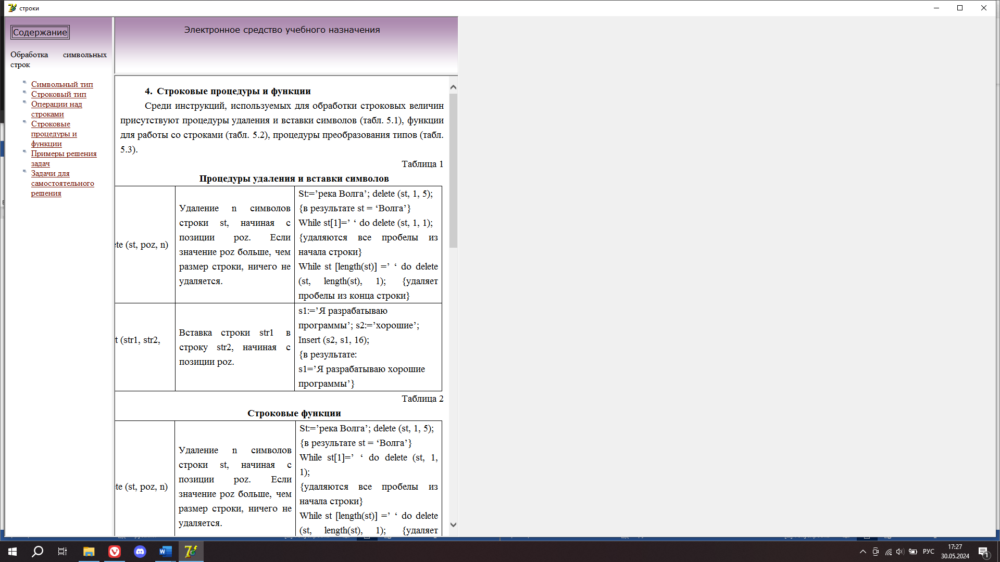 строки
Содержание
Обработка символьных
строк
Символьный тип
Строковый тип
Операции над
строками
Строковые
процедуры и
функции
Примеры решения
задач
Задачи для
самостоятельного
решения
Электронное средство учебного назначения
4. Строковые процедуры и функции
Среди инструкций, используемых для обработки строковых величин
присутствуют процедуры удаления и вставки символов (табл. 5.1), функции
для работы со строками (табл. 5.2), процедуры преобразования типов (табл.
5.3).
Таблица 1
Процедуры удаления и вставки символов
te (st, poz, n)
Удаление n символов
строки st, начиная с
позиции poz. Если
значение poz больше, чем
размер строки, ничего не
удаляется.
St:=’река Волга’; delete (st, 1, 5);
{в результате st = ‘Волга’}
While st[1]=’ ‘ do delete (st, 1, 1);
{удаляются все пробелы из
начала строки}
While st [length(st)] =’ ‘ do delete
(st, length(st), 1); {удаляет
пробелы из конца строки}
t (str1, str2,
Вставка строки str1 в
строку str2, начиная с
позиции poz.
s1:=’Я разрабатываю
программы’; s2:=’хорошие’;
Insert (s2, s1, 16);
{в результате:
s1=’Я разрабатываю хорошие
программы’}
Таблица 2
Строковые функции
te (st, poz, n)
Удаление n символов
строки st, начиная с
позиции poz. Если
значение poz больше, чем
размер строки, ничего не
удаляется.
St:=’река Волга’; delete (st, 1, 5);
{в результате st = ‘Волга’}
While st[1]=’ ‘ do delete (st, 1,
1);
{удаляются все пробелы из
начала строки}
While st [length(st)] =’ ‘ do delete
(st, length(st), 1); {удаляет
РУС
17:27
30.05.2024
1